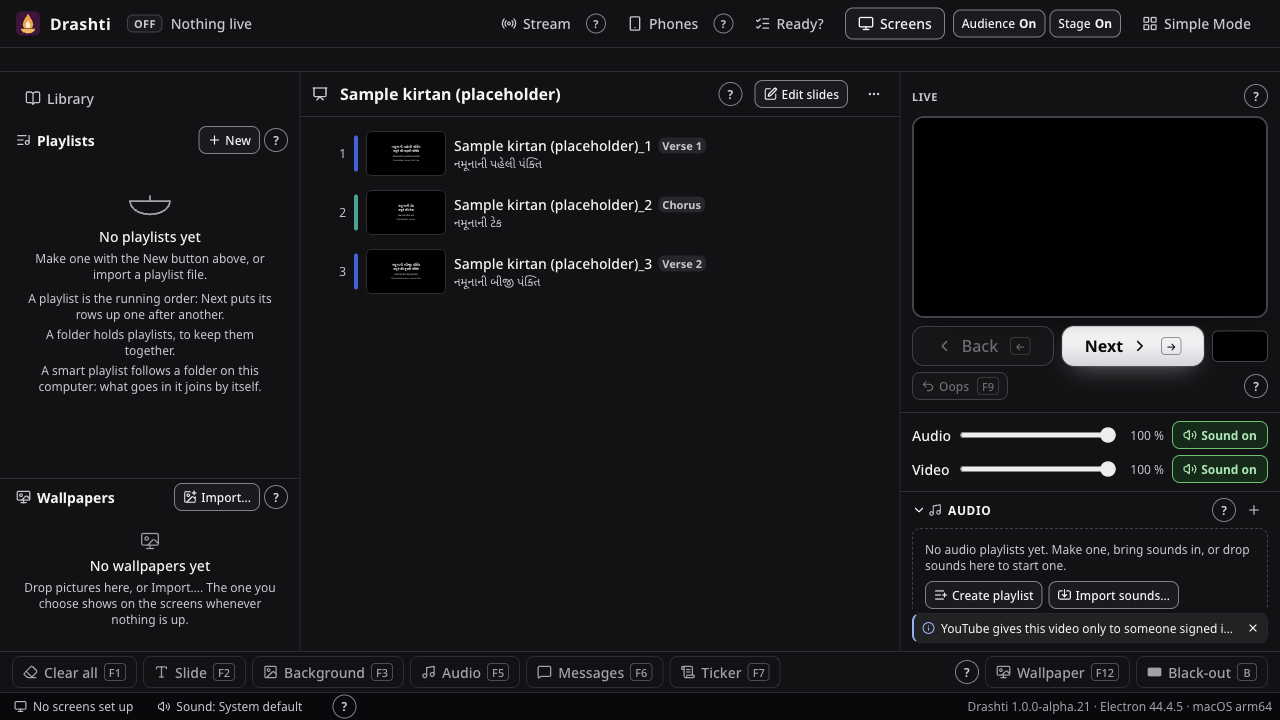 Drashti OFF Nothing live Stream ? Phones ? Ready? Screens Audience On Stage On Simple Mode
Library
Playlists + New ?
No playlists yet
Make one with the New button above, or
import a playlist file.
A playlist is the running order: Next puts its
rows up one after another.
A folder holds playlists, to keep them
together.
A smart playlist follows a folder on this
computer: what goes in it joins by itself.
Wallpapers Import... ?
No wallpapers yet
Drop pictures here, or Import.... The one you
choose shows on the screens whenever
nothing is up.
Sample kirtan (placeholder) ? Edit slides ...
1 Sample kirtan (placeholder)_1 Verse 1
નમૂનાની પહેલી પંક્તિ
2 Sample kirtan (placeholder)_2 Chorus
નમૂનાની ટેક
3 Sample kirtan (placeholder)_3 Verse 2
નમૂનાની બીજી પંક્તિ
LIVE ?
Back ← Next →
Oops F9 ?
Audio 100 % Sound on
Video 100 % Sound on
AUDIO ? +
No audio playlists yet. Make one, bring sounds in, or drop
sounds here to start one.
Create playlist Import sounds...
YouTube gives this video only to someone signed i...
Clear all F1 Slide F2 Background F3 Audio F5 Messages F6 Ticker F7 ? Wallpaper F12 Black-out B
No screens set up Sound: System default ? Drashti 1.0.0-alpha.21 · Electron 44.4.5 · macOS arm64